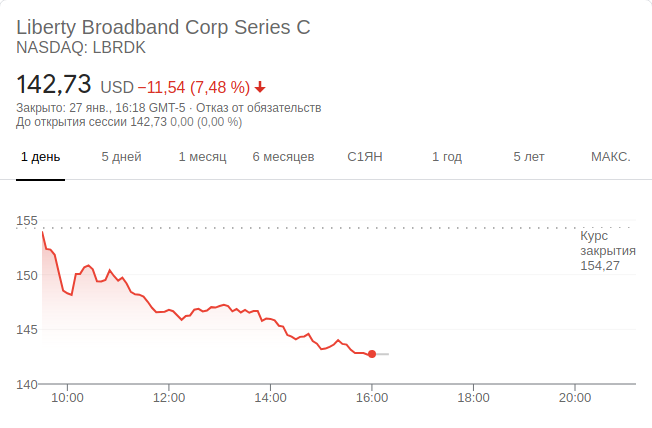 Liberty Broadband Corp Series C
NASDAQ: LBRDK
142,73 USD −11,54 (7,48 %)
Закрыто: 27 янв., 16:18 GMT-5 · Отказ от обязательств
До открытия сессии 142,73 0,00 (0,00 %)
1 день 5 дней 1 месяц 6 месяцев С1ЯН 1 год 5 лет МАКС.
155
Курс
закрытия
154,27
150
145
140
10:00 12:00 14:00 16:00 18:00 20:00